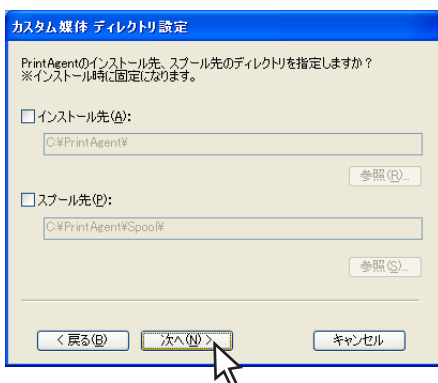 カスタム媒体 ディレクトリ設定
PrintAgentのインストール先、スプール先のディレクトリを指定しますか？
※インストール時に固定になります。
インストール先(A):
C:¥PrintAgent¥
参照(R)...
スプール先(P):
C:¥PrintAgent¥Spool¥
参照(S)...
< 戻る(B) 次へ(N) > キャンセル